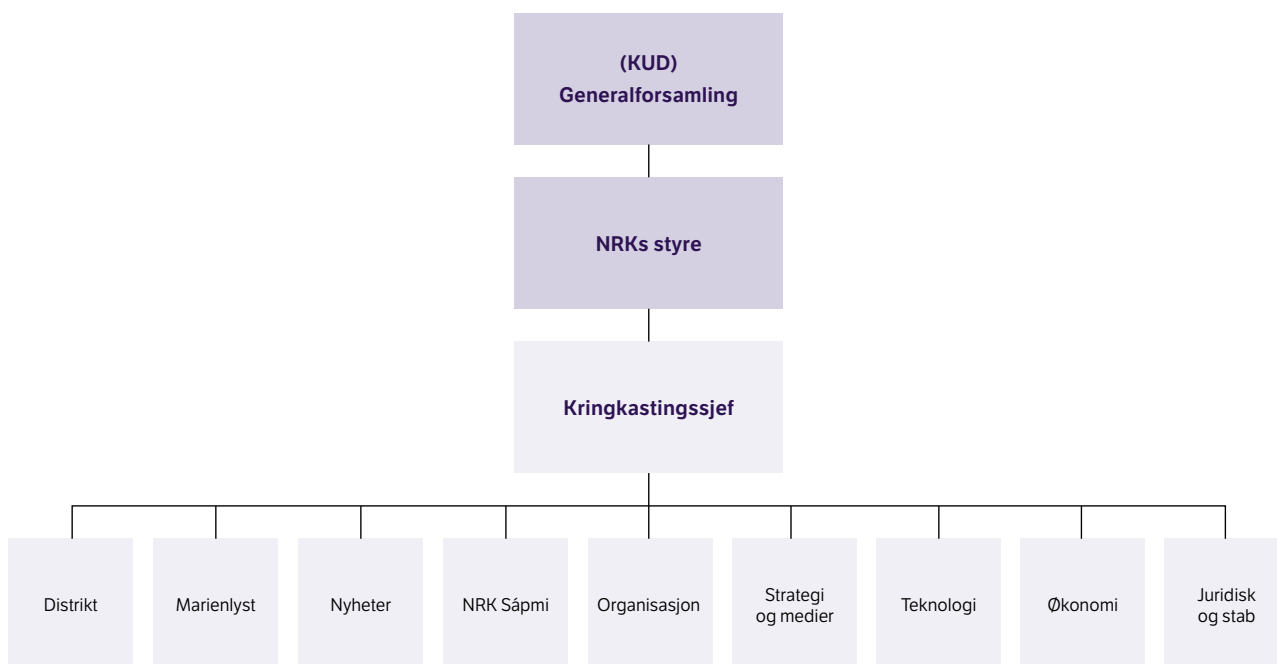 (KUD)
Generalforsamling
NRKs styre
Kringkastingssjef
Distrikt
Marienlyst
Nyheter
NRK Sápmi
Organisasjon
Strategi
og medier
Teknologi
Økonomi
Juridisk
og stab